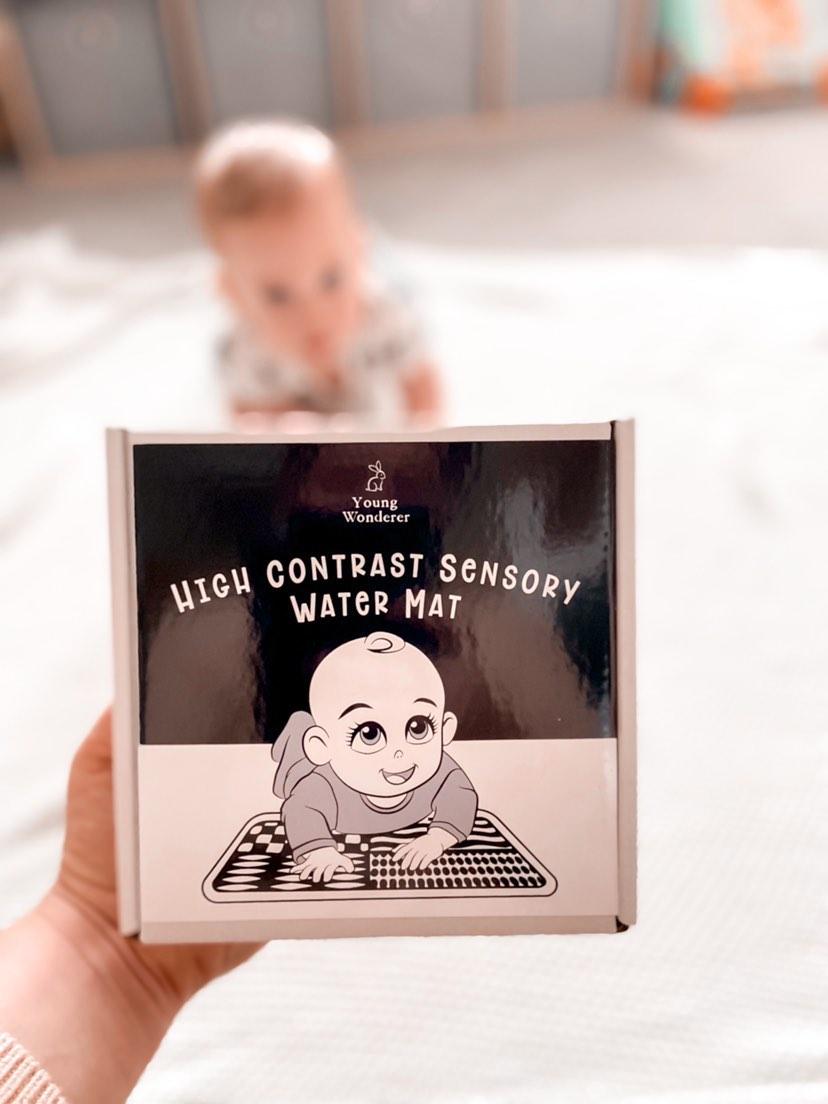 Young
Wonderer
HIGH CONTRAST SENSORY
WATER MAT